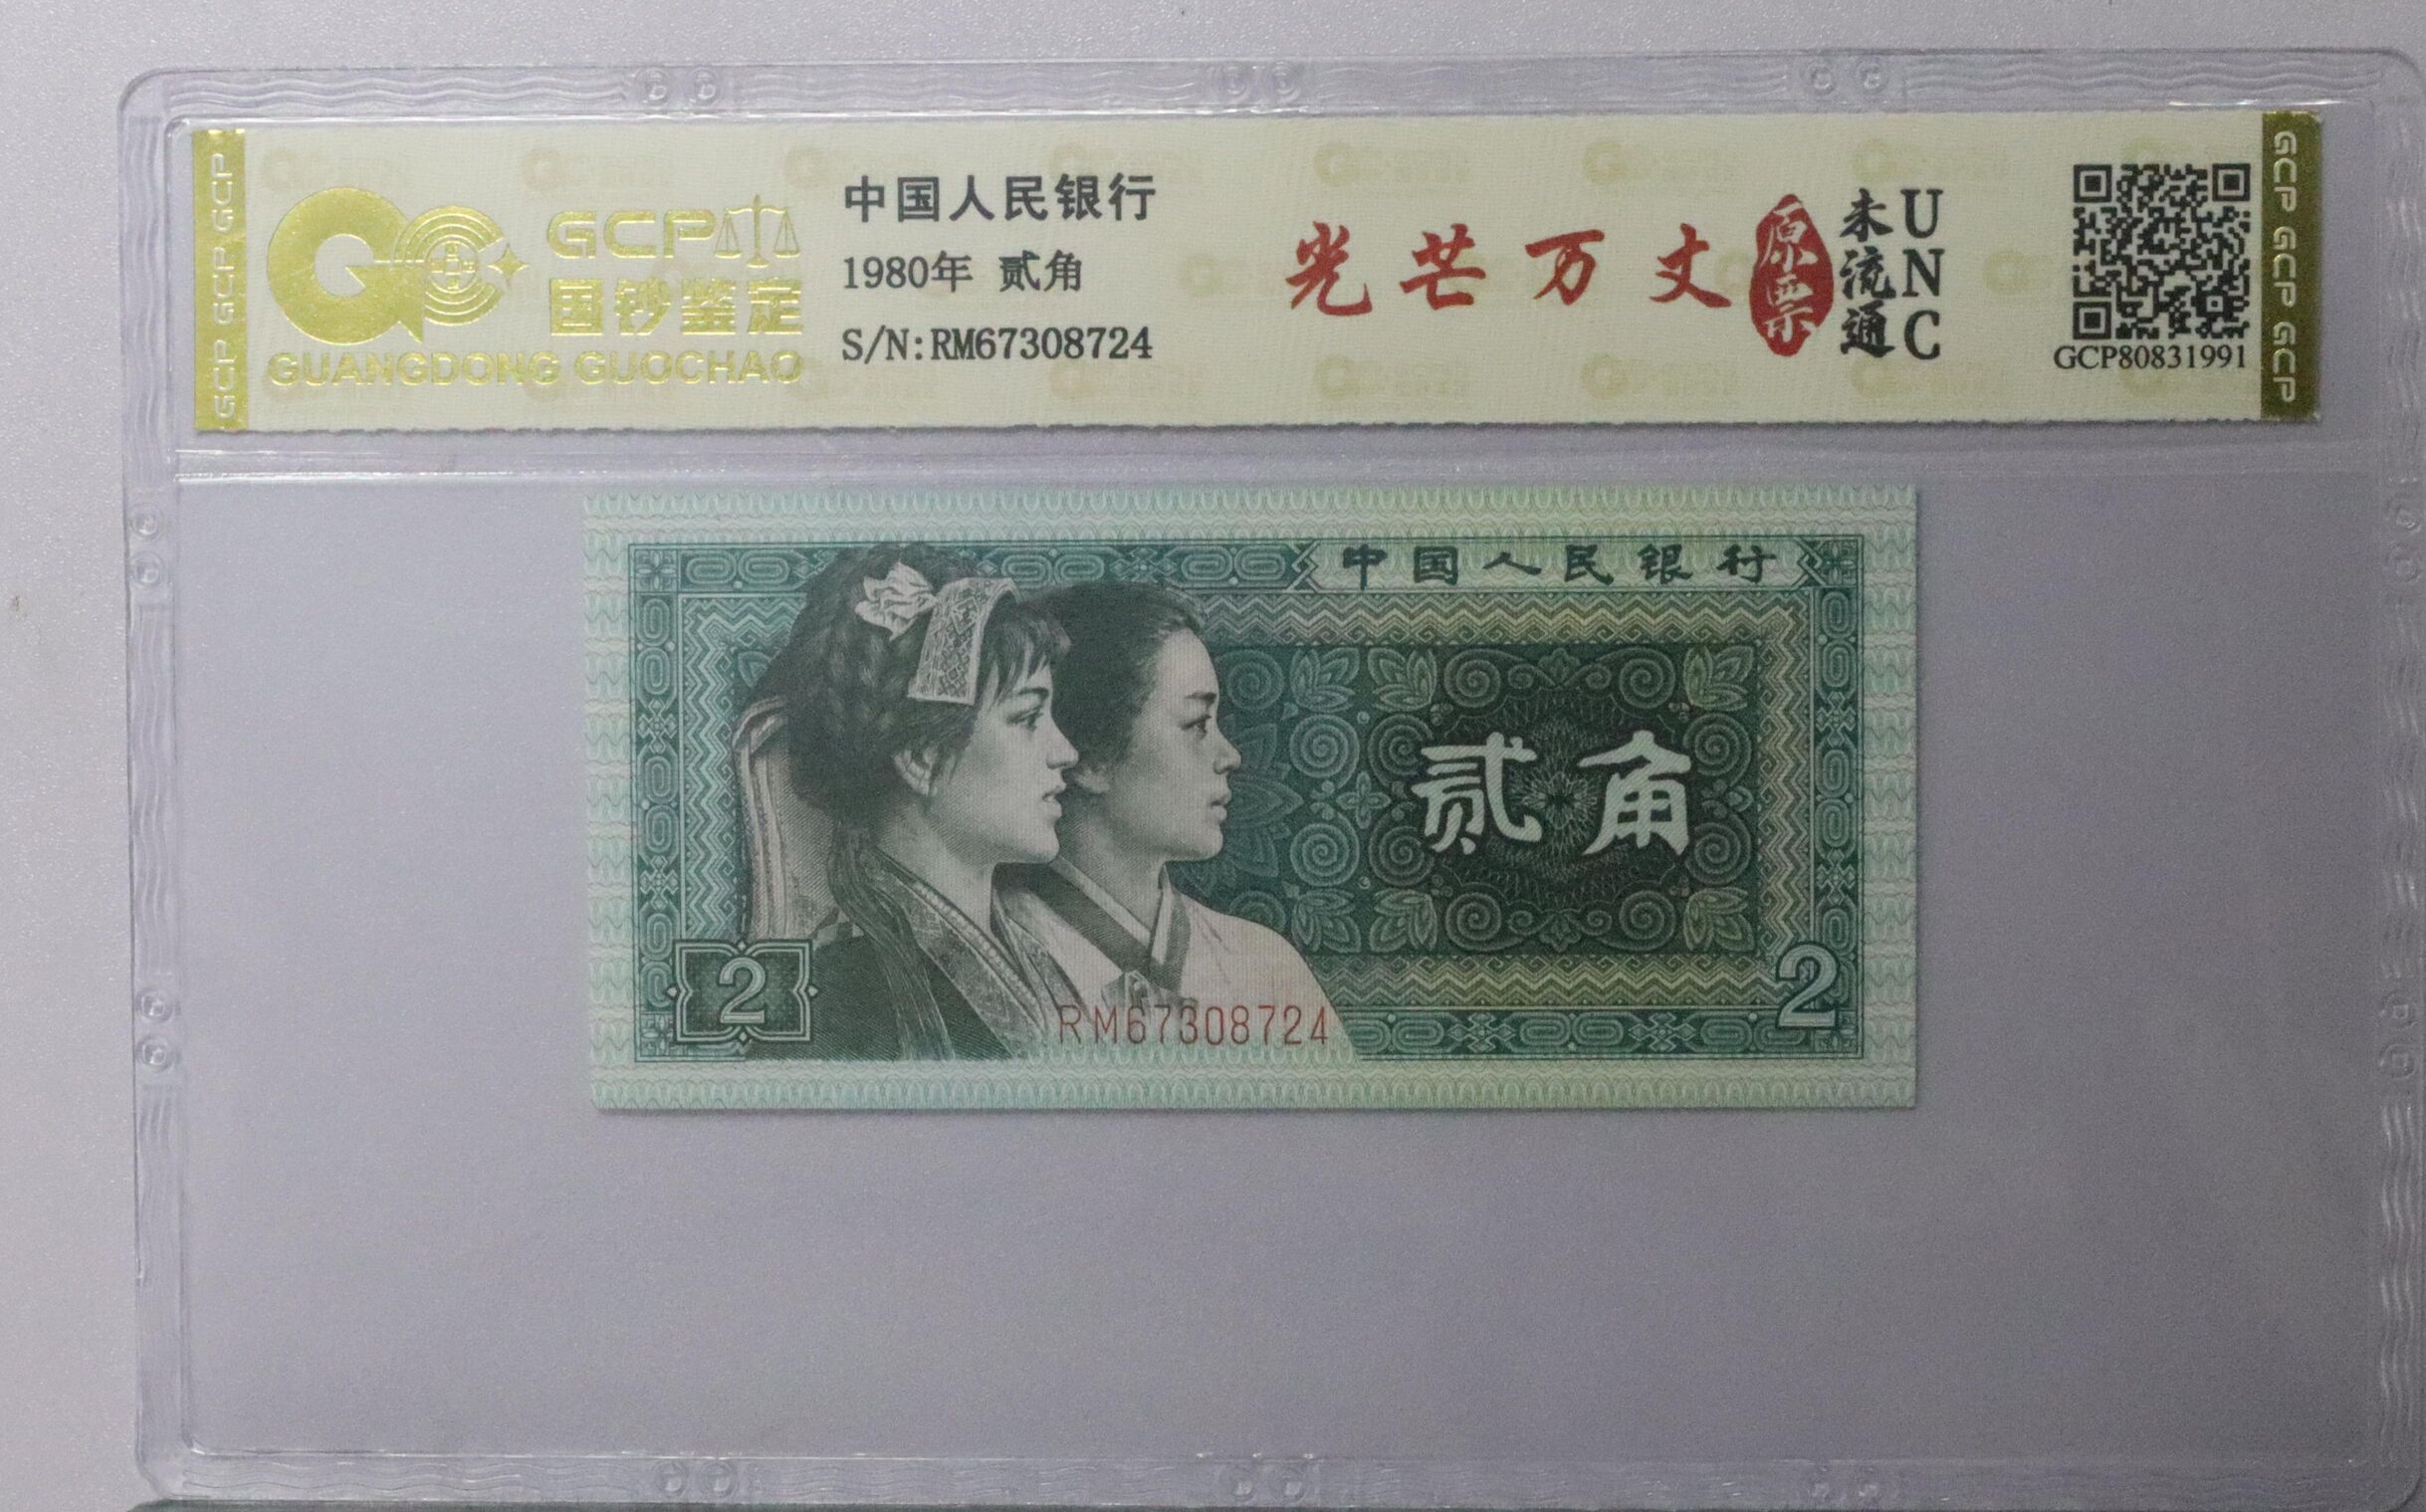 GCP GCP GCP
GCP
国钞鉴定
GUANGDONG GUOCHAO
中国人民银行
1980年 贰角
S/N:RM67308724
光芒万丈
原票
未流通
UNC
GCP80831991
GCP GCP GCP
中国人民银行
贰角
2
RM67308724
2